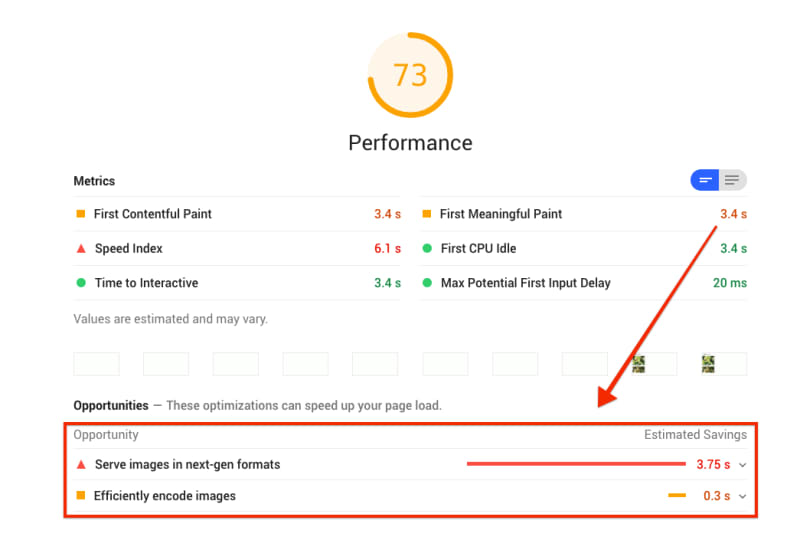 73
Performance
Metrics
First Contentful Paint 3.4 s
First Meaningful Paint 3.4 s
Speed Index 6.1 s
First CPU Idle 3.4 s
Time to Interactive 3.4 s
Max Potential First Input Delay 20 ms
Values are estimated and may vary.
Opportunities — These optimizations can speed up your page load.
Opportunity Estimated Savings
Serve images in next-gen formats 3.75 s
Efficiently encode images 0.3 s